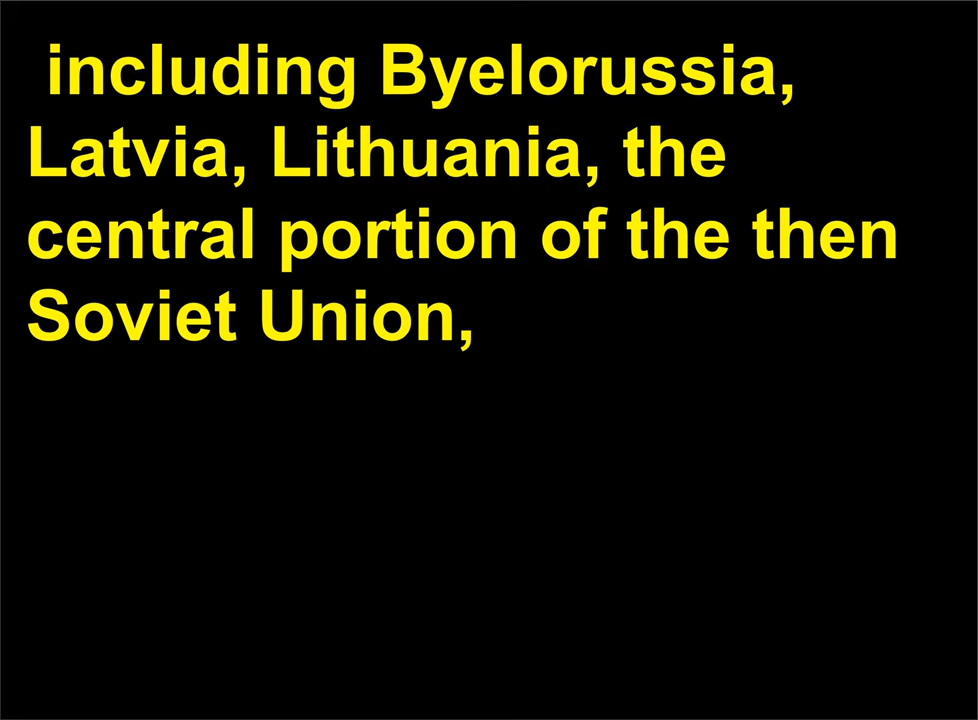 including Byelorussia,
Latvia, Lithuania, the
central portion of the then
Soviet Union,